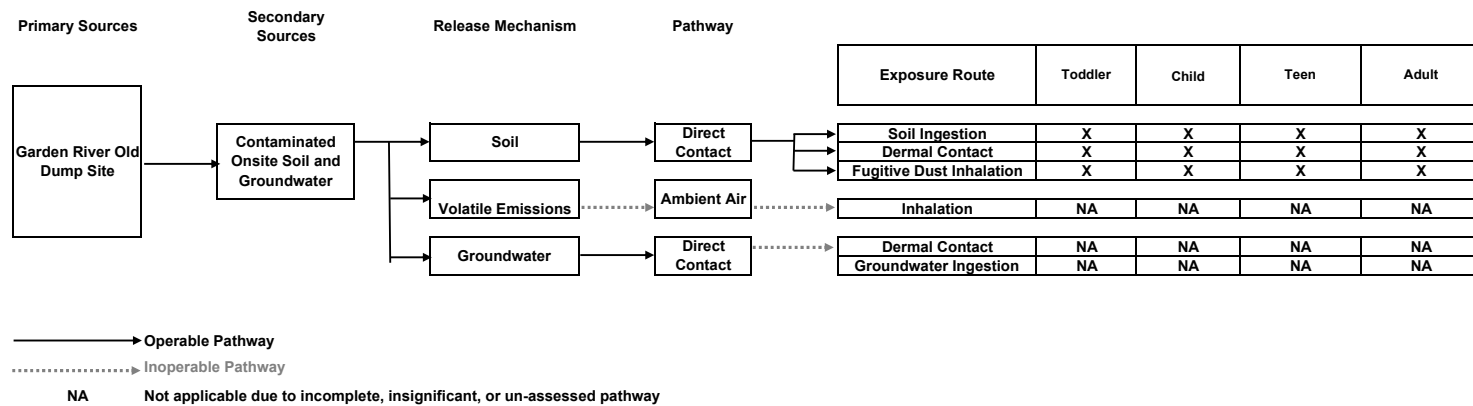 Primary Sources
Secondary
Sources
Release Mechanism
Pathway
Exposure Route Toddler Child Teen Adult
Garden River Old
Dump Site
Contaminated
Onsite Soil and
Groundwater
Soil
Direct
Contact
Soil Ingestion X X X X
Dermal Contact X X X X
Fugitive Dust Inhalation X X X X
Volatile Emissions
Ambient Air
Inhalation NA NA NA NA
Groundwater
Direct
Contact
Dermal Contact NA NA NA NA
Groundwater Ingestion NA NA NA NA
Operable Pathway
Inoperable Pathway
NA Not applicable due to incomplete, insignificant, or un-assessed pathway